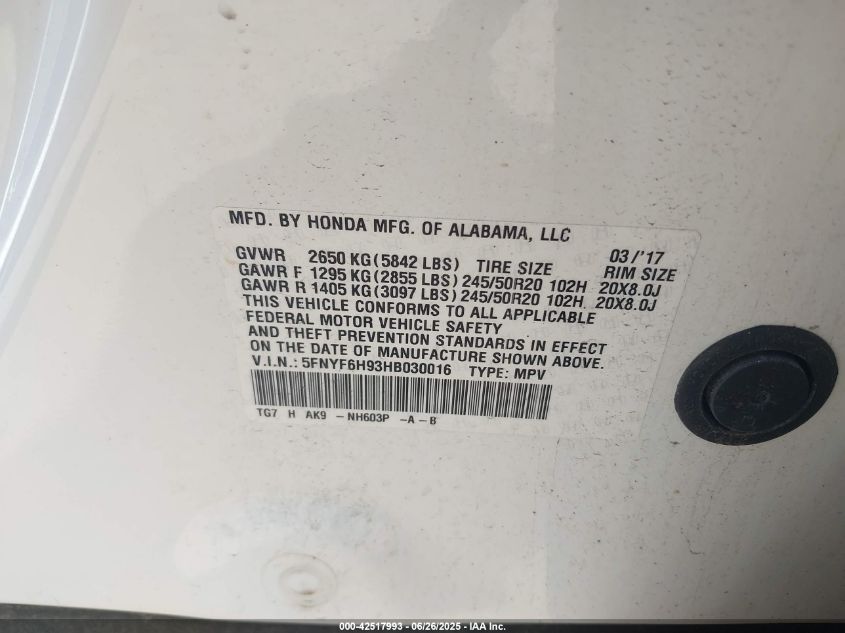 MFD. BY HONDA MFG. OF ALABAMA, LLC
03/'17
GVWR 2650 KG (5842 LBS) TIRE SIZE RIM SIZE
GAWR F 1295 KG (2855 LBS) 245/50R20 102H 20X8.0J
GAWR R 1405 KG (3097 LBS) 245/50R20 102H 20X8.0J
THIS VEHICLE CONFORMS TO ALL APPLICABLE
FEDERAL MOTOR VEHICLE SAFETY
AND THEFT PREVENTION STANDARDS IN EFFECT
ON THE DATE OF MANUFACTURE SHOWN ABOVE.
V.I.N.: 5FNYF6H93HB030016 TYPE: MPV
TG7 H AK9 - NH603P -A-B
000-42517993 - 06/26/2025 - IAA Inc.